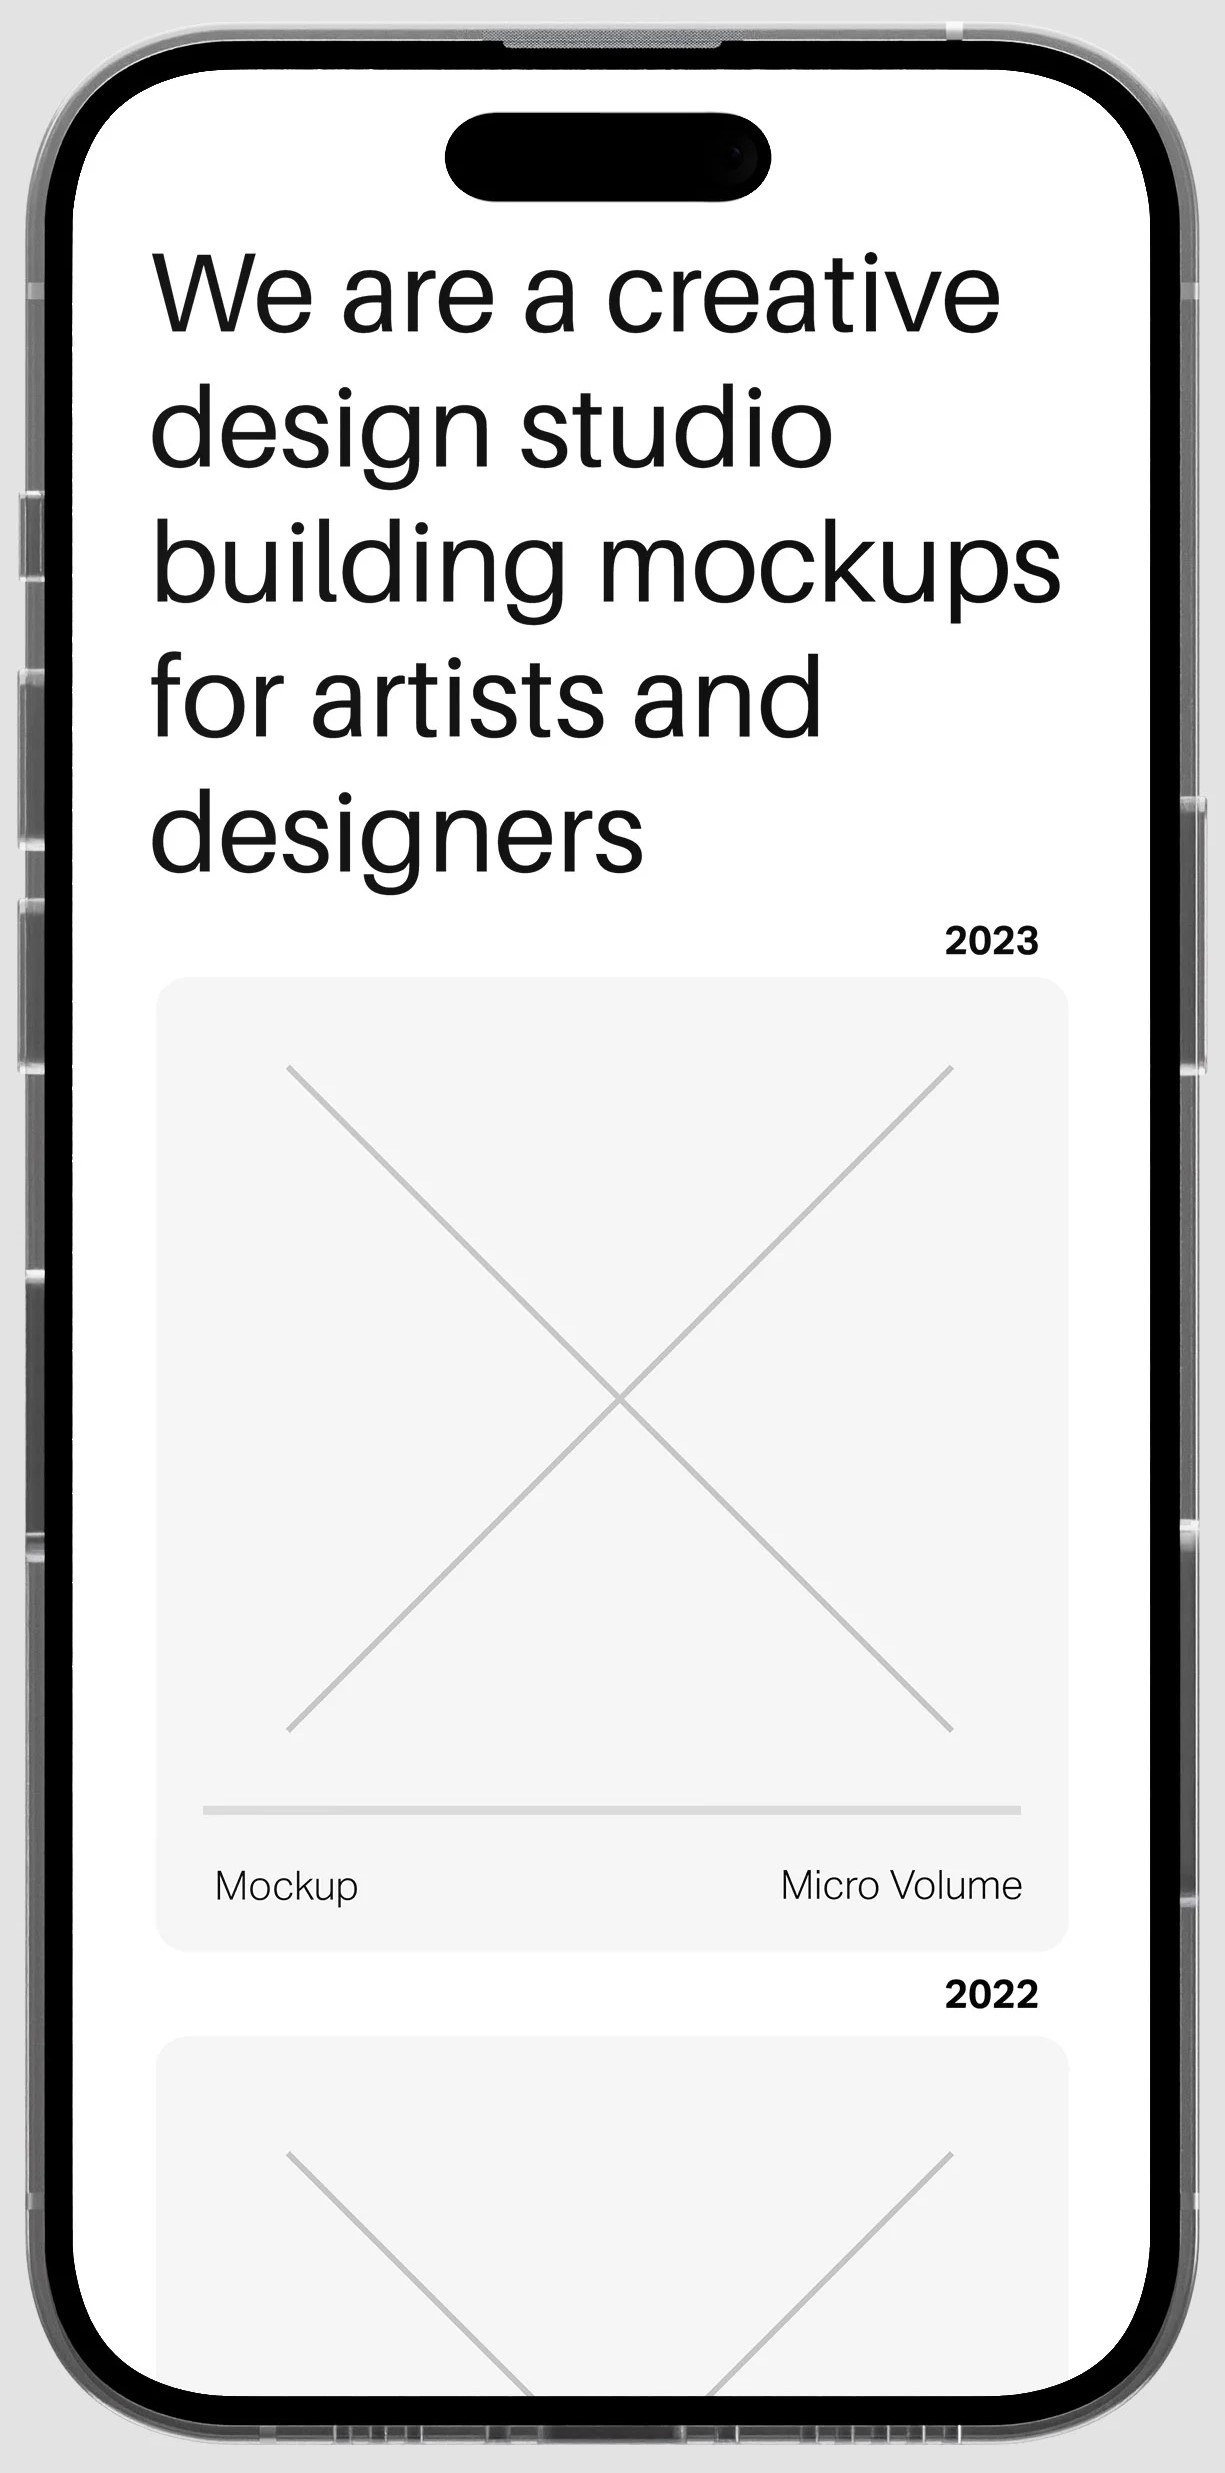 We are a creative
design studio
building mockups
for artists and
designers
2023
Mockup Micro Volume
2022